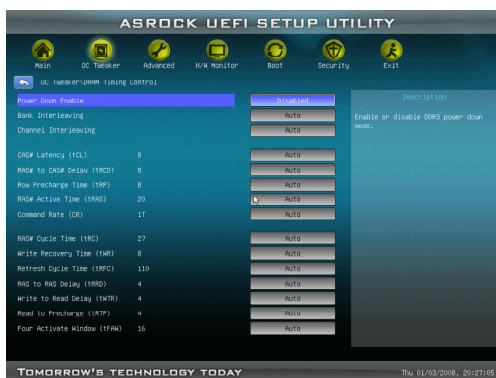 ASROCK UEFI SETUP UTILITY
Main OC Tweaker Advanced H/W Monitor Boot Security Exit
OC Tweaker\DRAM Timing Control
Power Down Enable Disabled
Bank Interleaving Auto
Channel Interleaving Auto
CAS# Latency (tCL) 8 Auto
RAS# to CAS# Delay (tRCD) 8 Auto
Row Precharge Time (tRP) 8 Auto
RAS# Active Time (tRAS) 20 Auto
Command Rate (CR) 1T Auto
RAS# Cycle Time (tRC) 27 Auto
Write Recovery Time (tWR) 8 Auto
Refresh Cycle Time (tRFC) 110 Auto
RAS to RAS Delay (tRRD) 4 Auto
Write to Read Delay (tWTR) 4 Auto
Read to Precharge (tRTP) 4 Auto
Four Activate Window (tFAW) 16 Auto
Description
Enable or disable DDR3 power down
mode.
TOMORROW'S TECHNOLOGY TODAY
Thu 01/03/2008, 20:27:05